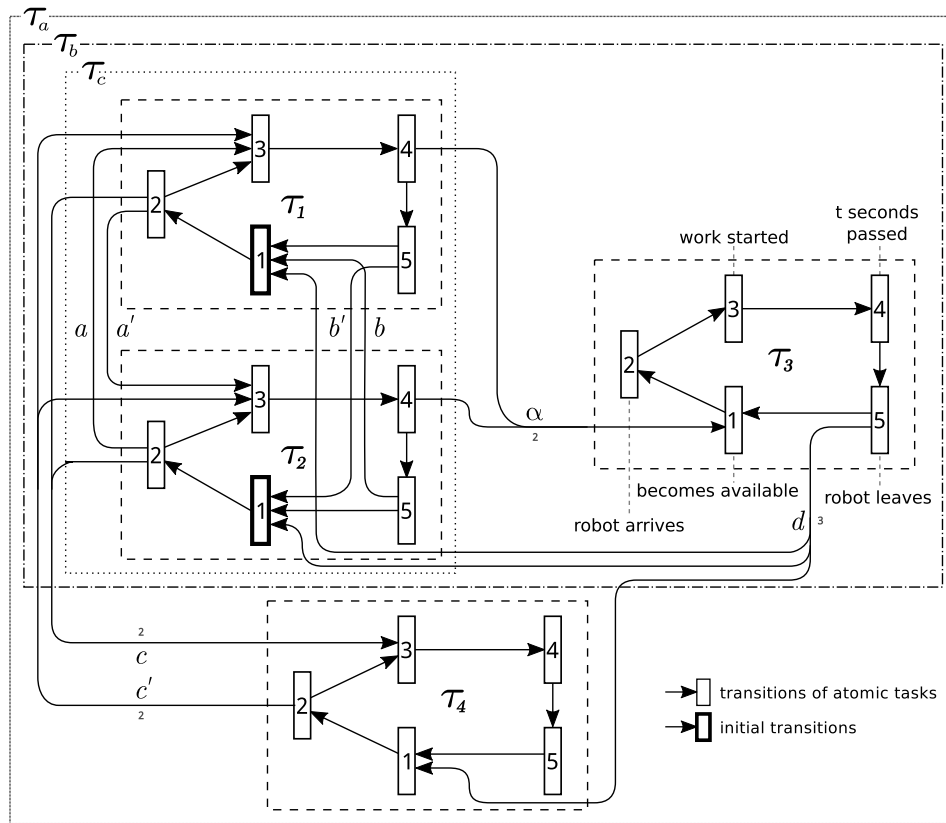 τa
τb
τc
3
4
2
τ1
1
5
t seconds
passed
work started
a
a′
b′
b
3
4
2
τ3
1
5
3
4
α
2
2
τ2
1
5
becomes available
robot leaves
robot arrives
d
3
2
c
c′
2
3
4
2
τ4
1
5
transitions of atomic tasks
initial transitions